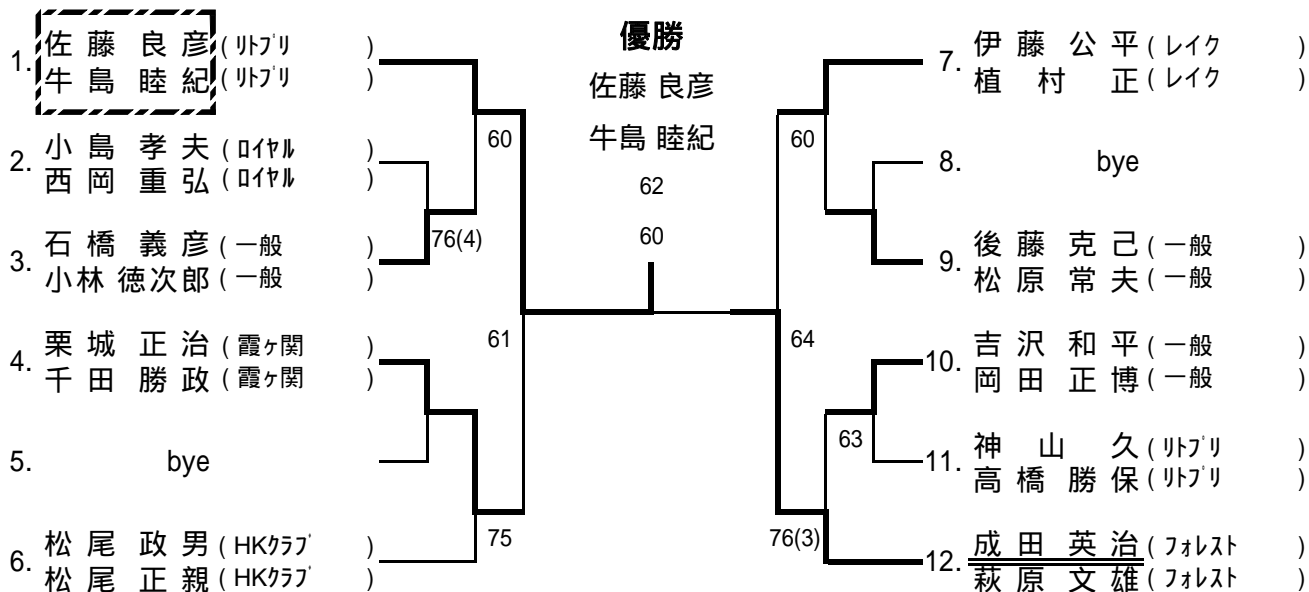 1. 佐藤 良彦 (リトプリ)
牛島 睦紀 (リトプリ)
60
2. 小島 孝夫 (ロイヤル)
西岡 重弘 (ロイヤル)
76(4)
3. 石橋 義彦 (一般)
小林 徳次郎 (一般)
61
4. 栗城 正治 (霞ヶ関)
千田 勝政 (霞ヶ関)
5. bye
75
6. 松尾 政男 (HKクラブ)
松尾 正親 (HKクラブ)
優勝
佐藤 良彦
牛島 睦紀
62
60
7. 伊藤 公平 (レイク)
植村 正 (レイク)
60
8. bye
9. 後藤 克己 (一般)
松原 常夫 (一般)
64
10. 吉沢 和平 (一般)
岡田 正博 (一般)
63
11. 神山 久 (リトプリ)
高橋 勝保 (リトプリ)
76(3)
12. 成田 英治 (フォレスト)
萩原 文雄 (フォレスト)